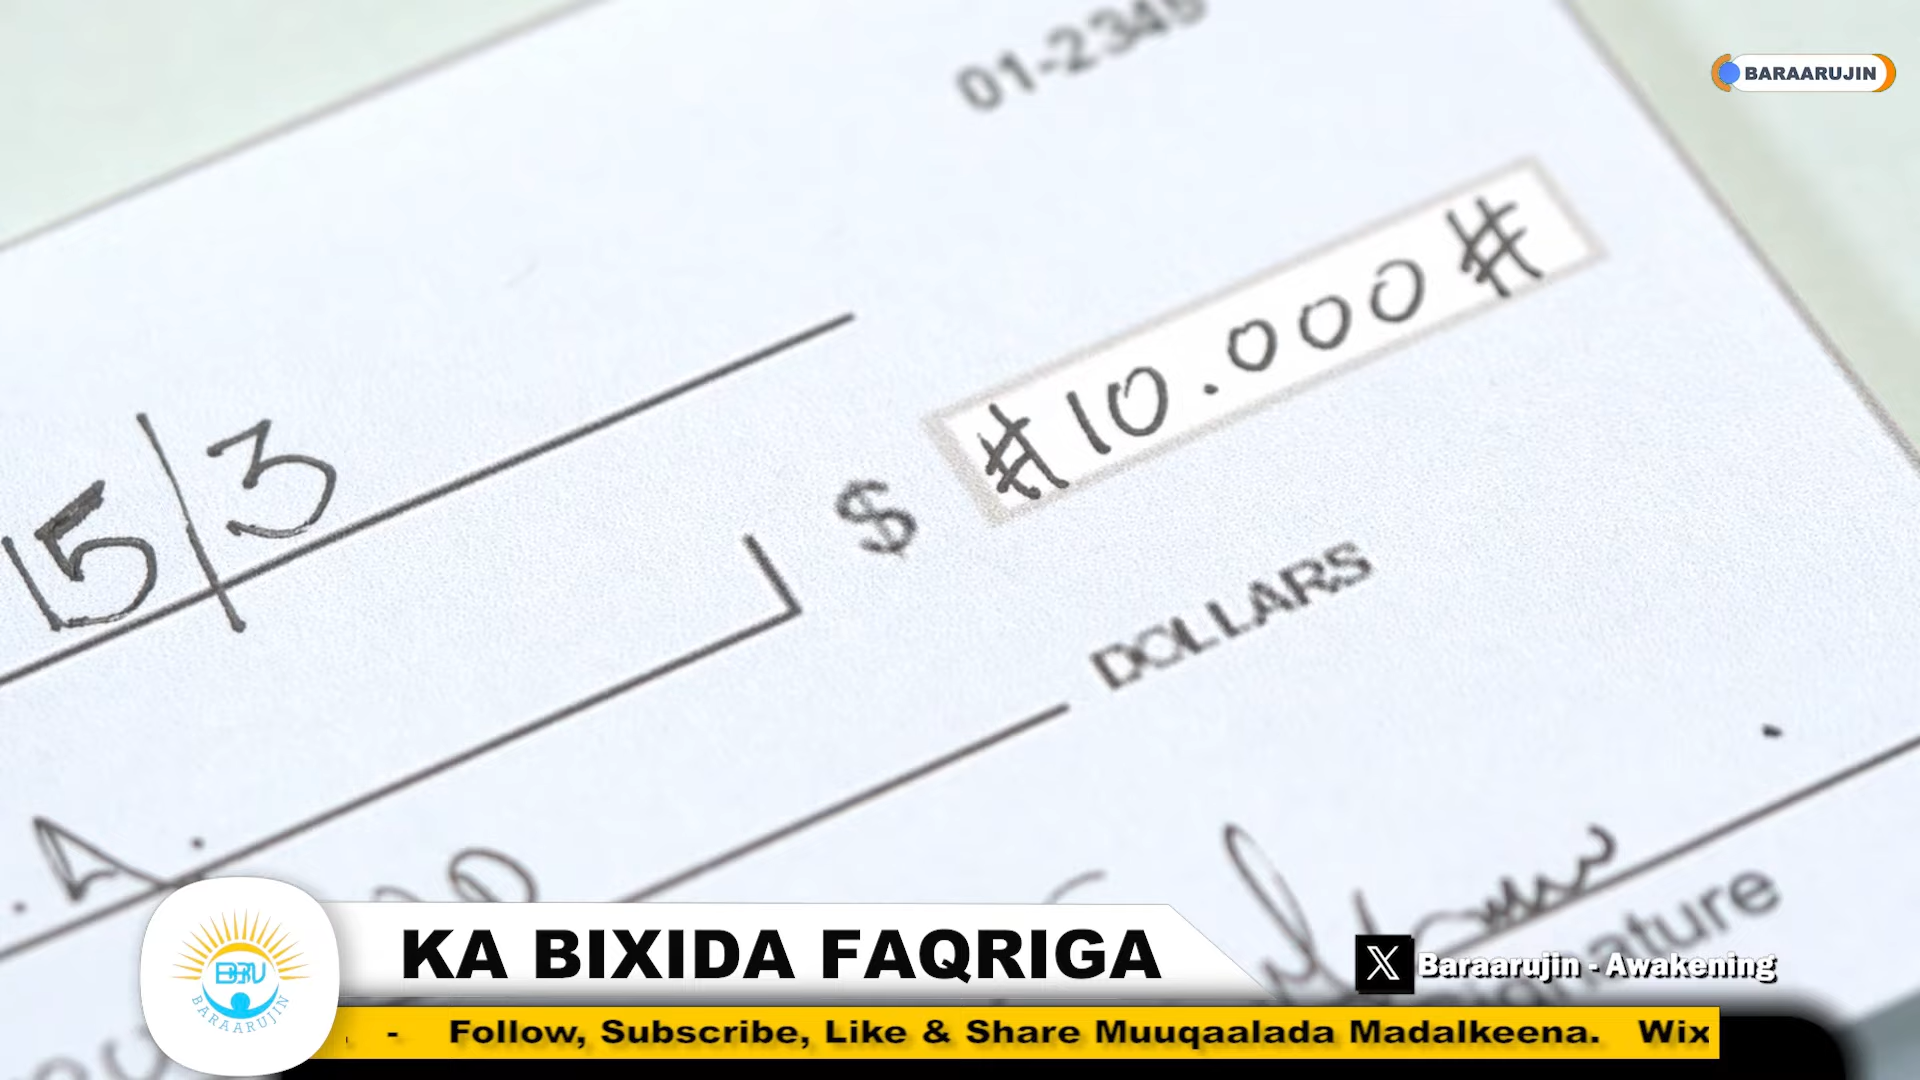 01-2345
BARAARUJIN
#10.000#
$
15/3
DOLLARS
A.
Signature
KA BIXIDA FAQRIGA
Baraarujin - Awakening
BARAARUJIN
- Follow, Subscribe, Like & Share Muuqaalada Madalkeena. Wix